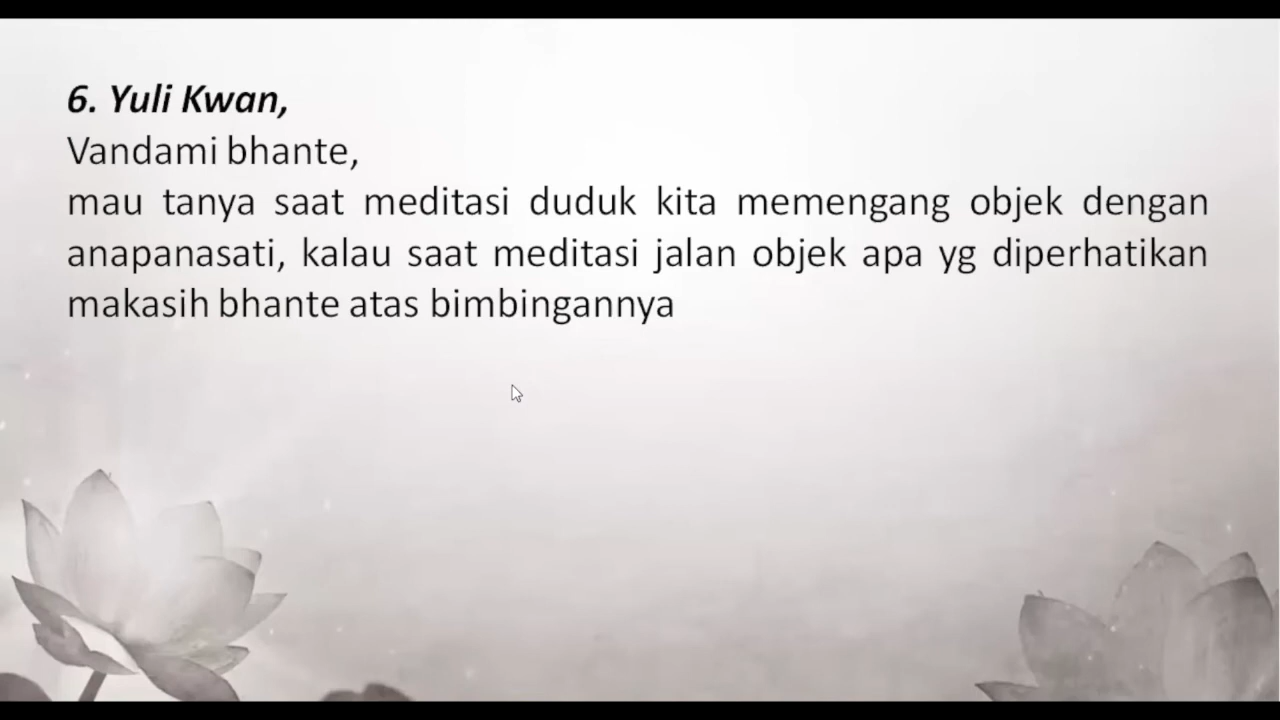 6. Yuli Kwan,
Vandami bhante,
mau tanya saat meditasi duduk kita memengang objek dengan
anapanasati, kalau saat meditasi jalan objek apa yg diperhatikan
makasih bhante atas bimbingannya